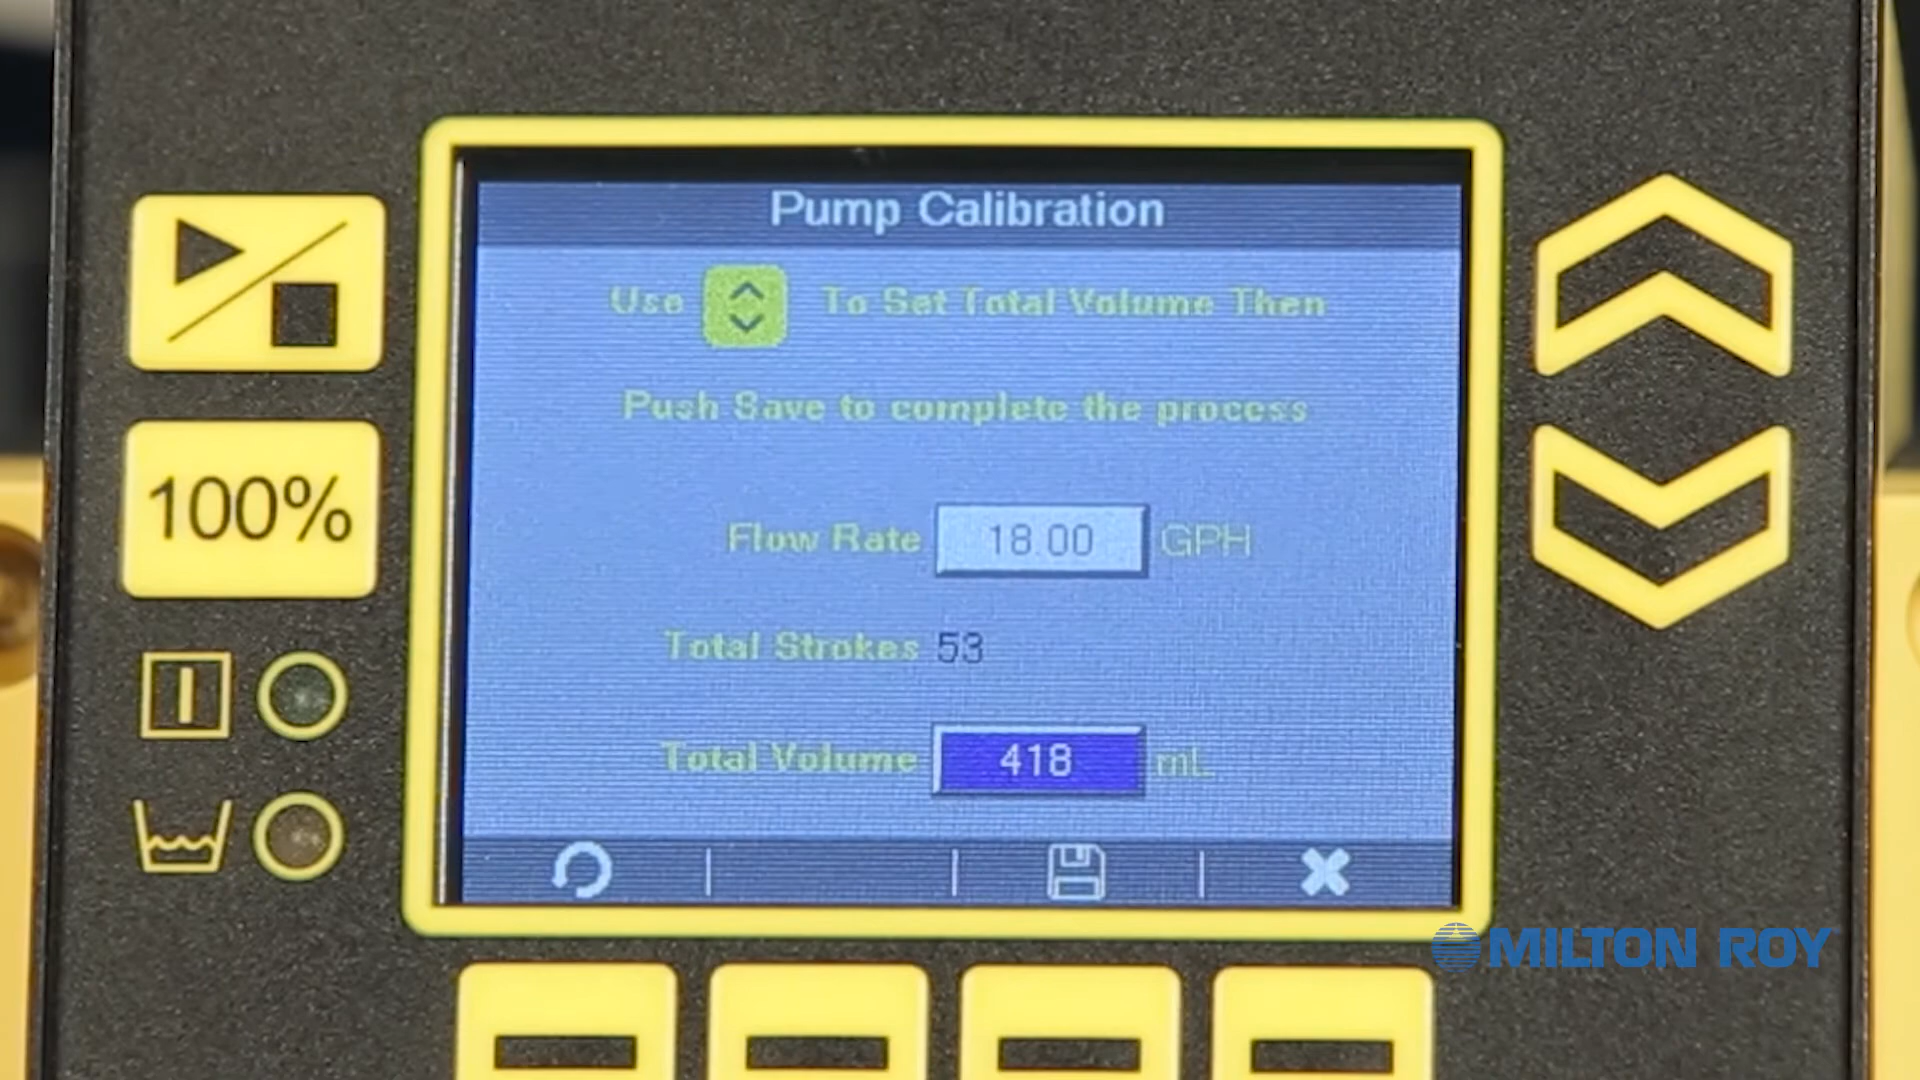 Pump Calibration
Use To Set Total Volume Then
Push Save to complete the process
100%
Flow Rate 18.00 GPH
Total Strokes 53
Total Volume 418 mL
MILTON ROY